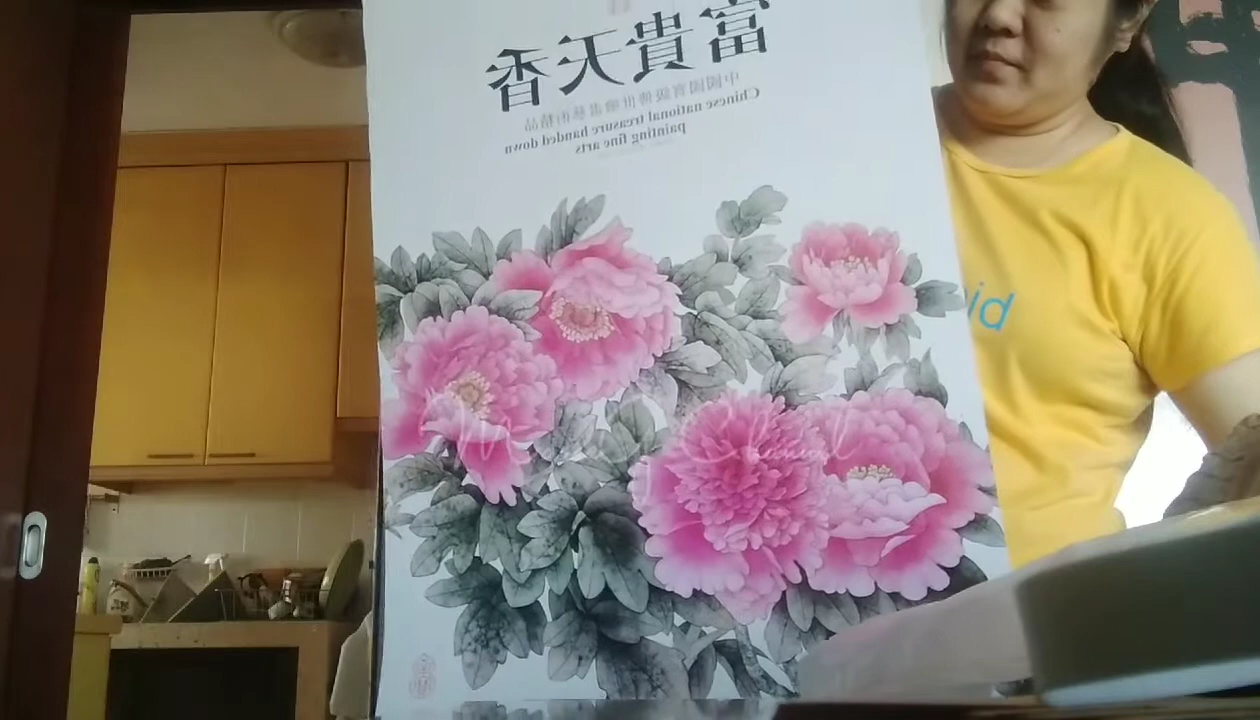 富貴天香
中國國寶級傳世繪畫藝術精品
Chinese national treasure handed down
painting fine arts
id